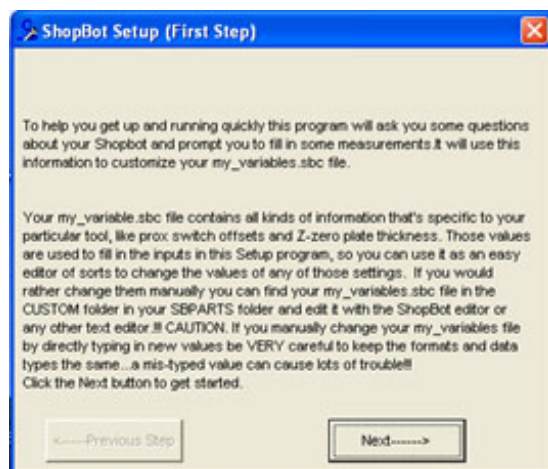 ShopBot Setup (First Step)
To help you get up and running quickly this program will ask you some questions
about your Shopbot and prompt you to fill in some measurements.It will use this
information to customize your my_variables.sbc file.
Your my_variable.sbc file contains all kinds of information that's specific to your
particular tool, like prox switch offsets and Z-zero plate thickness. Those values
are used to fill in the inputs in this Setup program, so you can use it as an easy
editor of sorts to change the values of any of those settings. If you would
rather change them manually you can find your my_variables.sbc file in the
CUSTOM folder in your SBPARTS folder and edit it with the ShopBot editor or
any other text editor.!!! CAUTION. If you manually change your my_variables file
by directly typing in new values be VERY careful to keep the formats and data
types the same...a mis-typed value can cause lots of trouble!!!
Click the Next button to get started.
<-----Previous Step
Next------>